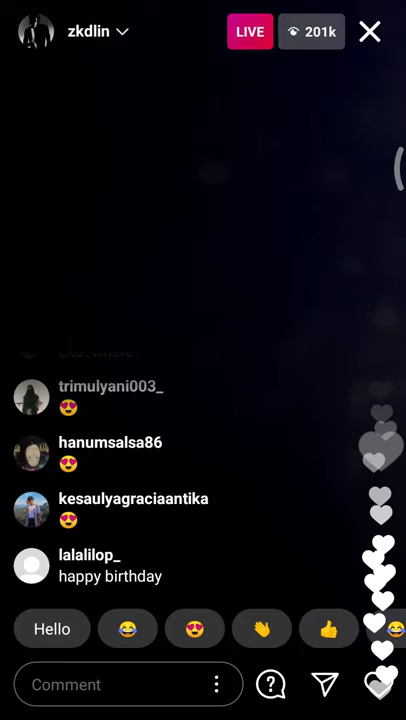 zkdlin
LIVE
201k
trimulyani003_
😍
hanumsalsa86
😍
kesaulyagraciaantika
😍
lalalilop_
happy birthday
Hello 😂 😍 👏 👍 😂
Comment